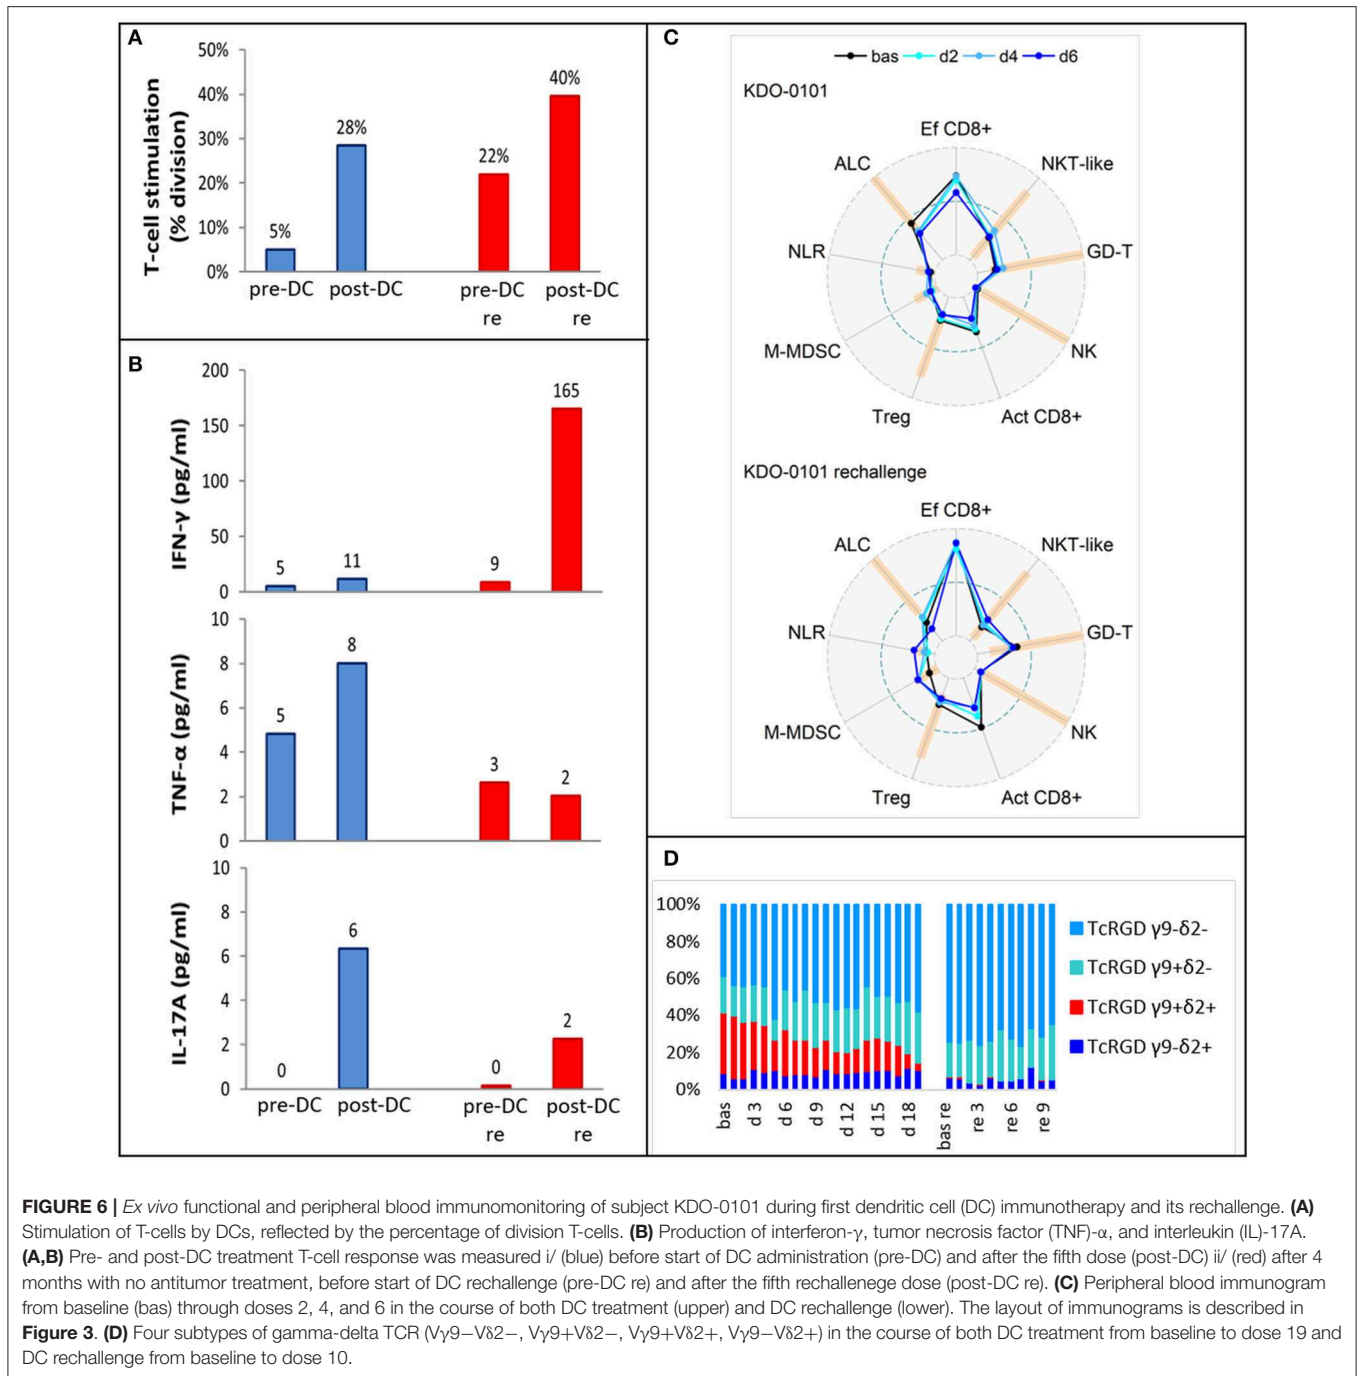 A
T-cell stimulation
(% division)
50%
40%
30%
20%
10%
0%
5%
28%
22%
40%
pre-DC
post-DC
pre-DC
re
post-DC
re
B
IFN-γ (pg/ml)
200
150
100
50
0
5
11
9
165
TNF-α (pg/ml)
10
8
6
4
2
0
5
8
3
2
IL-17A (pg/ml)
10
8
6
4
2
0
0
6
0
2
pre-DC
post-DC
pre-DC
re
post-DC
re
C
bas d2 d4 d6
KDO-0101
Ef CD8+
NKT-like
GD-T
NK
Act CD8+
Treg
M-MDSC
NLR
ALC
KDO-0101 rechallenge
Ef CD8+
NKT-like
GD-T
NK
Act CD8+
Treg
M-MDSC
NLR
ALC
D
100%
80%
60%
40%
20%
0%
bas
d 3
d 6
d 9
d 12
d 15
d 18
bas re
re 3
re 6
re 9
TcRGD γ9-δ2-
TcRGD γ9+δ2-
TcRGD γ9+δ2+
TcRGD γ9-δ2+
FIGURE 6 | Ex vivo functional and peripheral blood immunomonitoring of subject KDO-0101 during first dendritic cell (DC) immunotherapy and its rechallenge. (A)
Stimulation of T-cells by DCs, reflected by the percentage of division T-cells. (B) Production of interferon-γ, tumor necrosis factor (TNF)-α, and interleukin (IL)-17A.
(A,B) Pre- and post-DC treatment T-cell response was measured i/ (blue) before start of DC administration (pre-DC) and after the fifth dose (post-DC) ii/ (red) after 4
months with no antitumor treatment, before start of DC rechallenge (pre-DC re) and after the fifth rechallenege dose (post-DC re). (C) Peripheral blood immunogram
from baseline (bas) through doses 2, 4, and 6 in the course of both DC treatment (upper) and DC rechallenge (lower). The layout of immunograms is described in
Figure 3. (D) Four subtypes of gamma-delta TCR (Vγ9−Vδ2−, Vγ9+Vδ2−, Vγ9+Vδ2+, Vγ9−Vδ2+) in the course of both DC treatment from baseline to dose 19 and
DC rechallenge from baseline to dose 10.